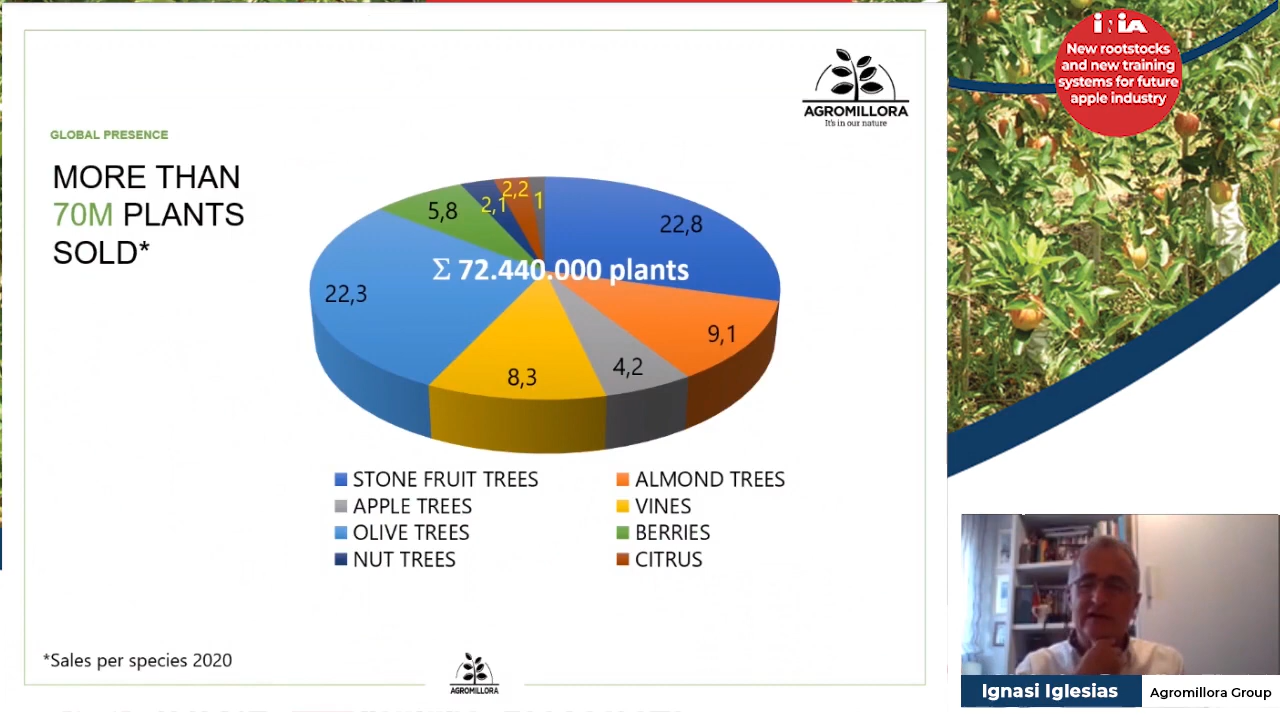 AGROMILLORA
It's in our nature
GLOBAL PRESENCE
MORE THAN
70M PLANTS
SOLD*
22,8
9,1
4,2
8,3
22,3
5,8
2,1
2,2
1
Σ 72.440.000 plants
STONE FRUIT TREES
ALMOND TREES
APPLE TREES
VINES
OLIVE TREES
BERRIES
NUT TREES
CITRUS
*Sales per species 2020
AGROMILLORA
iNiA
New rootstocks
and new training
systems for future
apple industry
Ignasi Iglesias
Agromillora Group